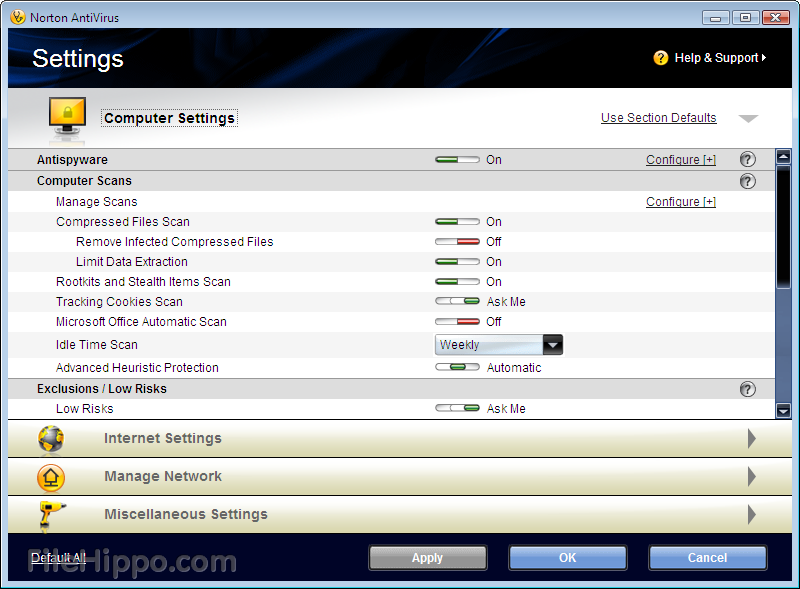 Norton AntiVirus
Settings
? Help & Support
Computer Settings
Use Section Defaults
Antispyware On Configure [+] ?
Computer Scans ?
Manage Scans Configure [+]
Compressed Files Scan On
Remove Infected Compressed Files Off
Limit Data Extraction On
Rootkits and Stealth Items Scan On
Tracking Cookies Scan Ask Me
Microsoft Office Automatic Scan Off
Idle Time Scan Weekly
Advanced Heuristic Protection Automatic
Exclusions / Low Risks ?
Low Risks Ask Me
Internet Settings
Manage Network
Miscellaneous Settings
Default All
FileHippo.com
Apply OK Cancel